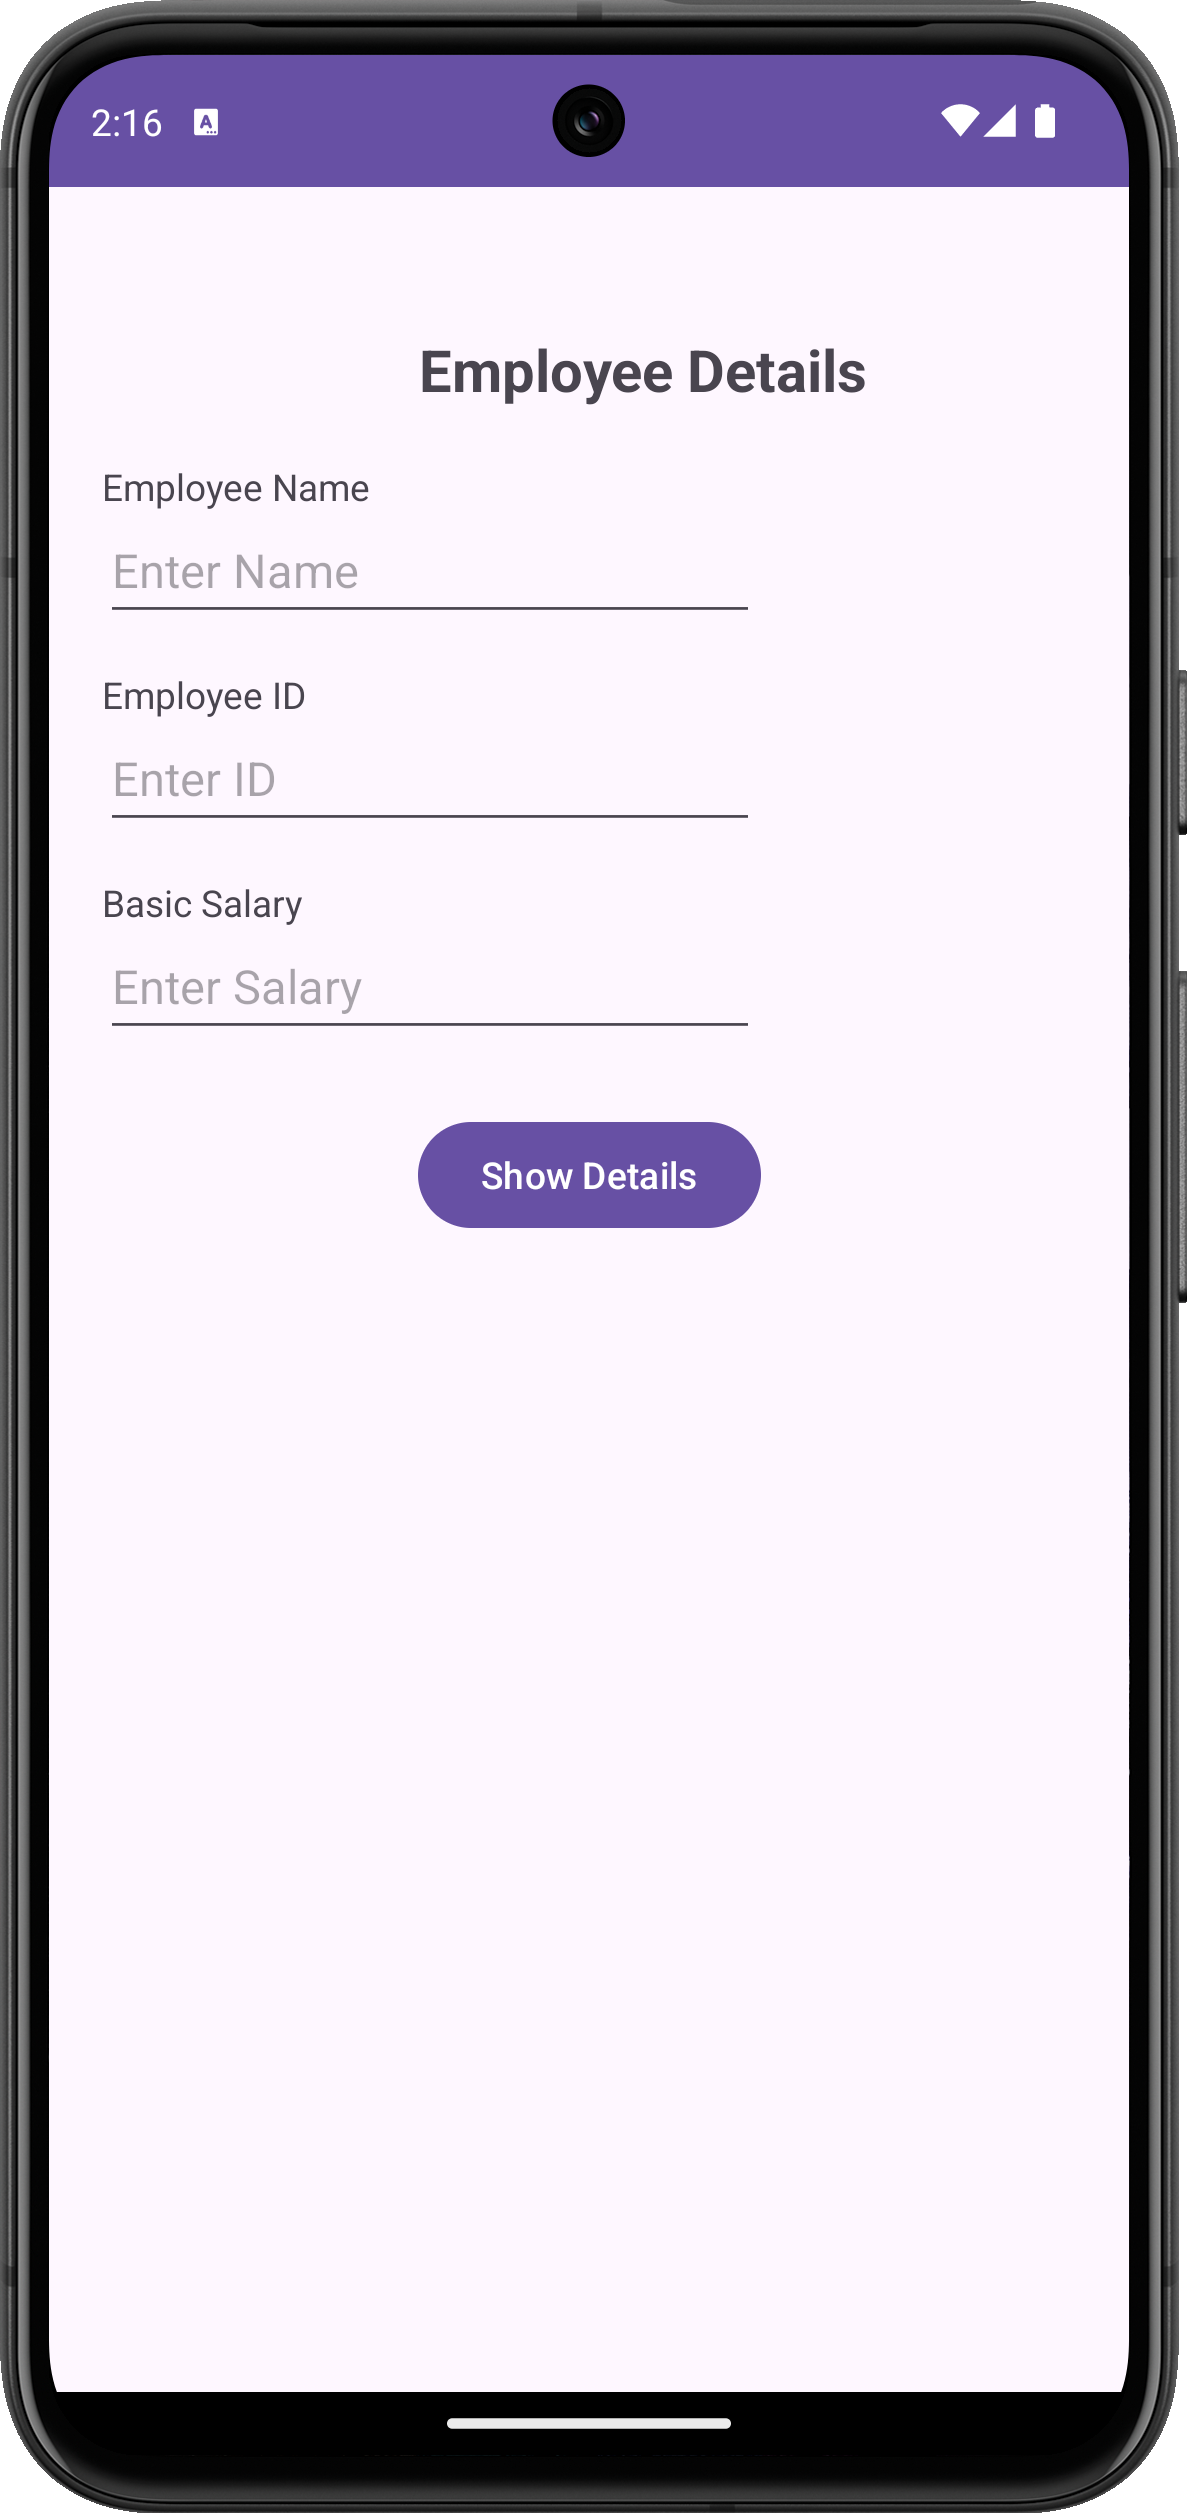 2:16
Employee Details
Employee Name
Enter Name
Employee ID
Enter ID
Basic Salary
Enter Salary
Show Details